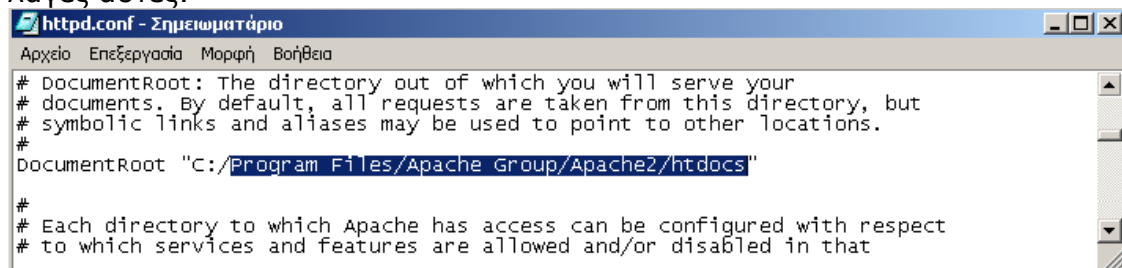 λαγές αυτές.
httpd.conf - Σημειωματάριο
Αρχείο Επεξεργασία Μορφή Βοήθεια
# DocumentRoot: The directory out of which you will serve your
# documents. By default, all requests are taken from this directory, but
# symbolic links and aliases may be used to point to other locations.
#
DocumentRoot "C:/Program Files/Apache Group/Apache2/htdocs"
#
# Each directory to which Apache has access can be configured with respect
# to which services and features are allowed and/or disabled in that